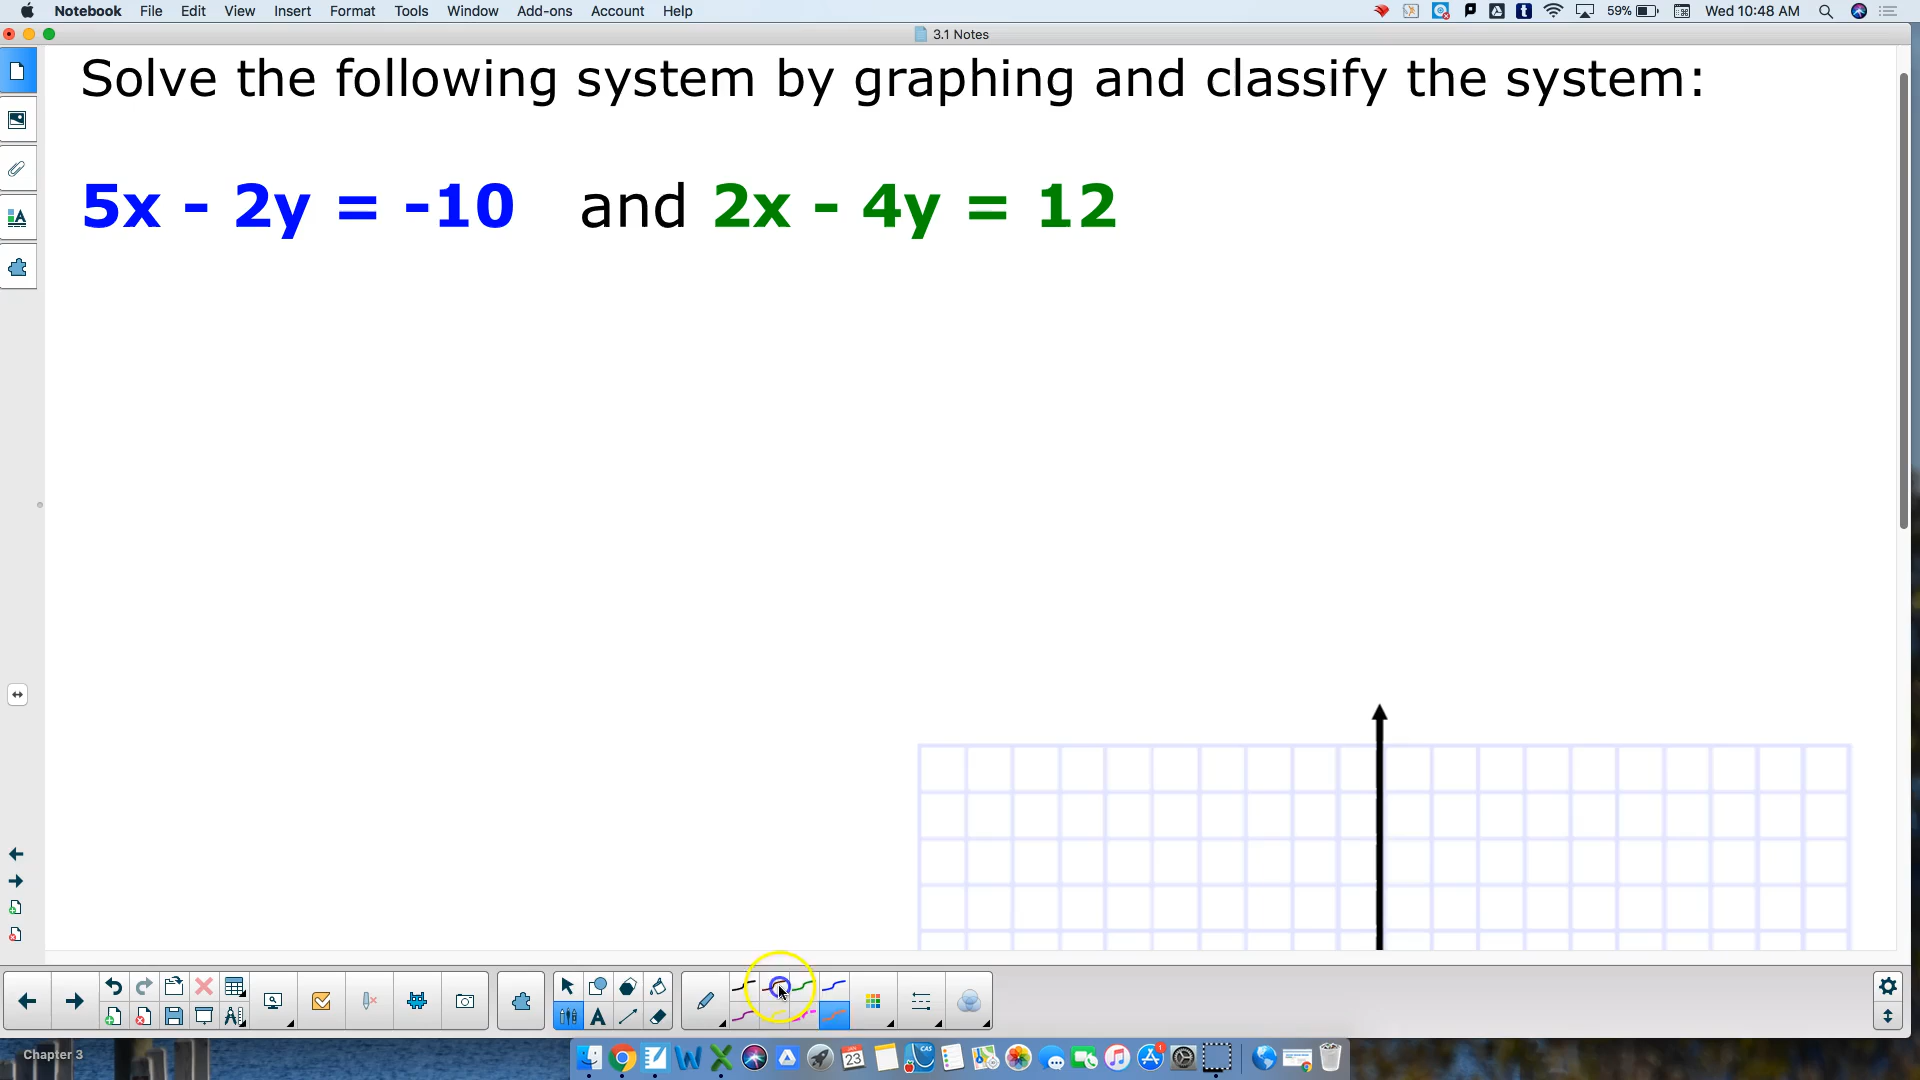 Notebook File Edit View Insert Format Tools Window Add-ons Account Help 59% Wed 10:48 AM
3.1 Notes
Solve the following system by graphing and classify the system:
5x - 2y = -10 and 2x - 4y = 12
Chapter 3